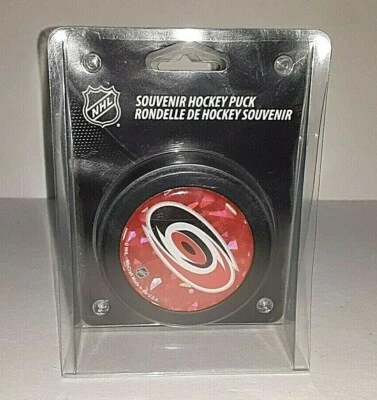 NHL
SOUVENIR HOCKEY PUCK
RONDELLE DE HOCKEY SOUVENIR